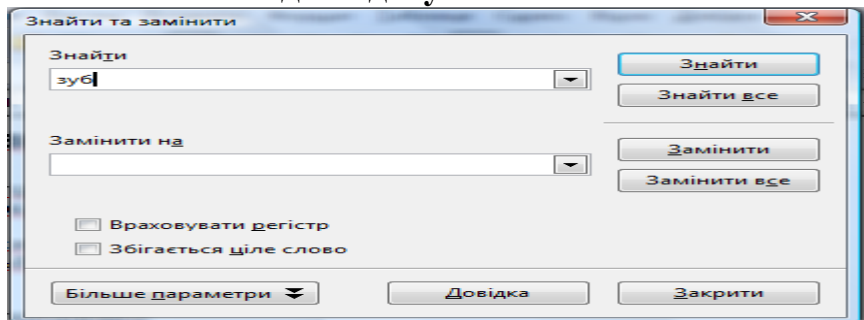 Знайти та замінити
Знайти
зуб
Знайти
Знайти все
Замінити на
Замінити
Замінити все
Враховувати регістр
Збігається ціле слово
Більше параметри
Довідка
Закрити